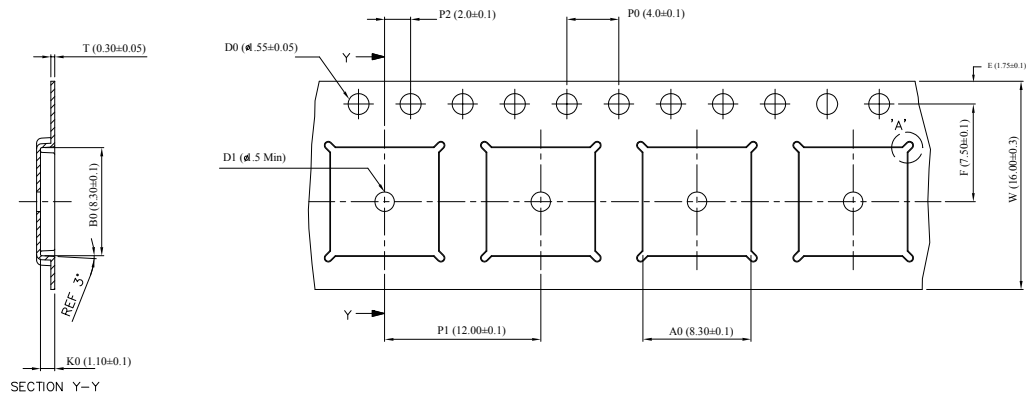 P2 (2.0±0.1)
P0 (4.0±0.1)
T (0.30±0.05)
D0 (ø1.55±0.05)
Y
E (1.75±0.1)
'A'
D1 (ø1.5 Min)
F (7.50±0.1)
W (16.00±0.3)
B0 (8.30±0.1)
REF 3°
Y
P1 (12.00±0.1)
A0 (8.30±0.1)
K0 (1.10±0.1)
SECTION Y-Y